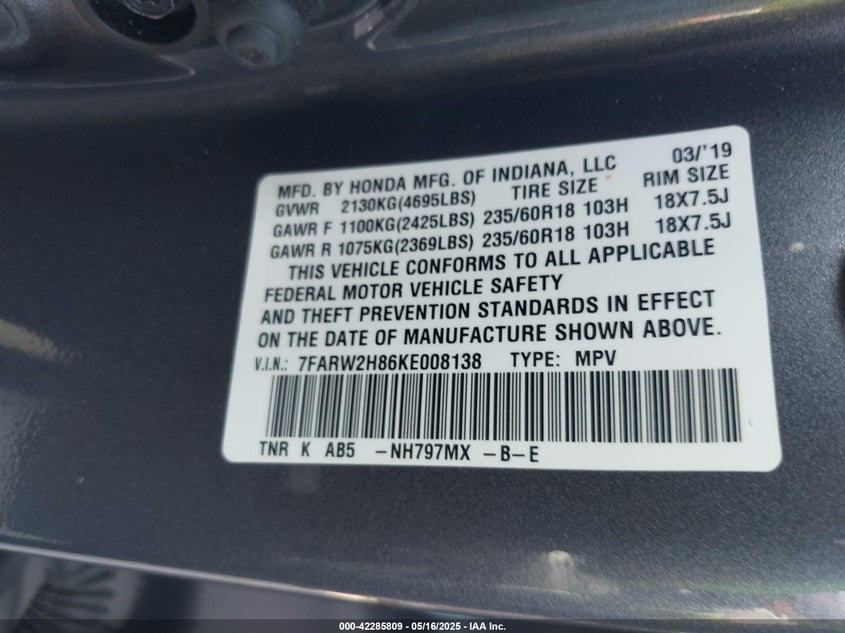 MFD. BY HONDA MFG. OF INDIANA, LLC 03/'19
GVWR 2130KG(4695LBS) TIRE SIZE RIM SIZE
GAWR F 1100KG(2425LBS) 235/60R18 103H 18X7.5J
GAWR R 1075KG(2369LBS) 235/60R18 103H 18X7.5J
THIS VEHICLE CONFORMS TO ALL APPLICABLE
FEDERAL MOTOR VEHICLE SAFETY
AND THEFT PREVENTION STANDARDS IN EFFECT
ON THE DATE OF MANUFACTURE SHOWN ABOVE.
V.I.N.: 7FARW2H86KE008138 TYPE: MPV
TNR K AB5 -NH797MX -B-E
000-42285809 - 05/16/2025 - IAA Inc.